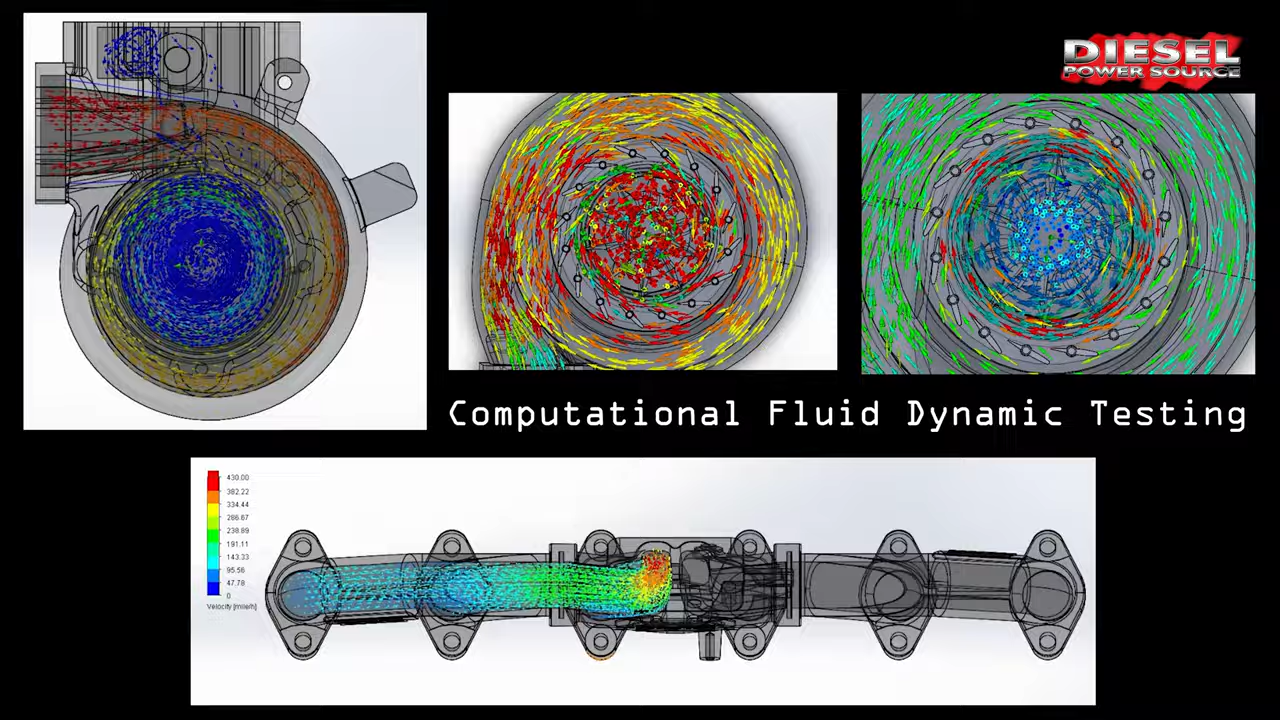 DIESEL
POWER SOURCE
Computational Fluid Dynamic Testing
430.00
382.22
334.44
286.67
238.89
191.11
143.33
95.56
47.78
0
Velocity [mile/h]